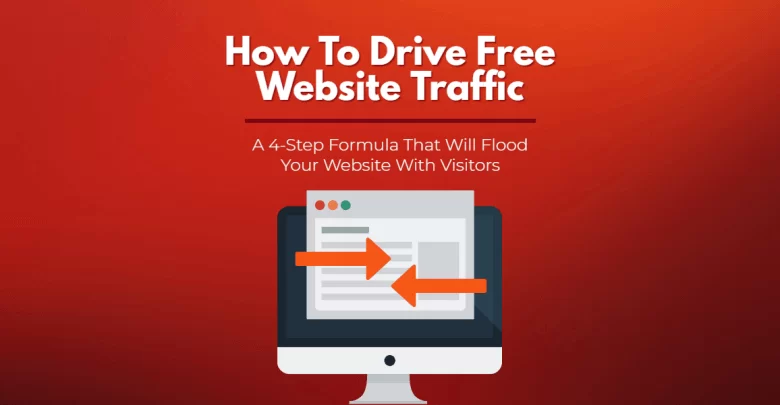 How To Drive Free
Website Traffic
A 4-Step Formula That Will Flood
Your Website With Visitors